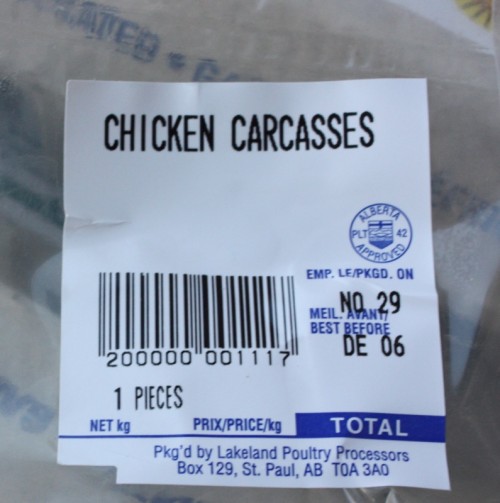 CHICKEN CARCASSES
ALBERTA
PLT 42
APPROVED
EMP. LE/PKGD. ON
NO 29
MEIL. AVANT/
BEST BEFORE
DE 06
200000 001117
1 PIECES
NET kg PRIX/PRICE/kg TOTAL
Pkg'd by Lakeland Poultry Processors
Box 129, St. Paul, AB T0A 3A0